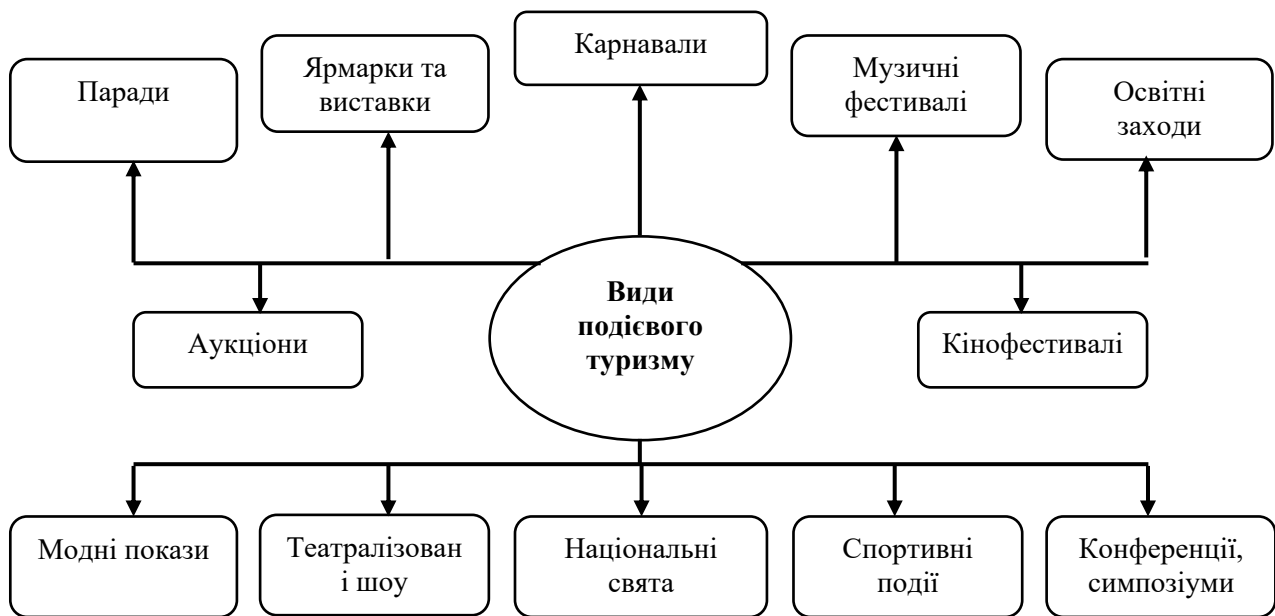 Паради
Ярмарки та
виставки
Карнавали
Музичні
фестивалі
Освітні
заходи
Аукціони
Види
подієвого
туризму
Кінофестивалі
Модні покази
Театралізован
і шоу
Національні
свята
Спортивні
події
Конференції,
симпозіуми